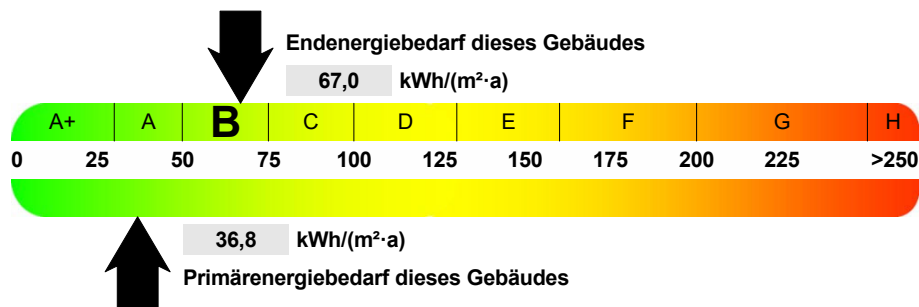 Endenergiebedarf dieses Gebäudes
67,0 kWh/(m²·a)
A+ A B C D E F G H
0 25 50 75 100 125 150 175 200 225 >250
36,8 kWh/(m²·a)
Primärenergiebedarf dieses Gebäudes